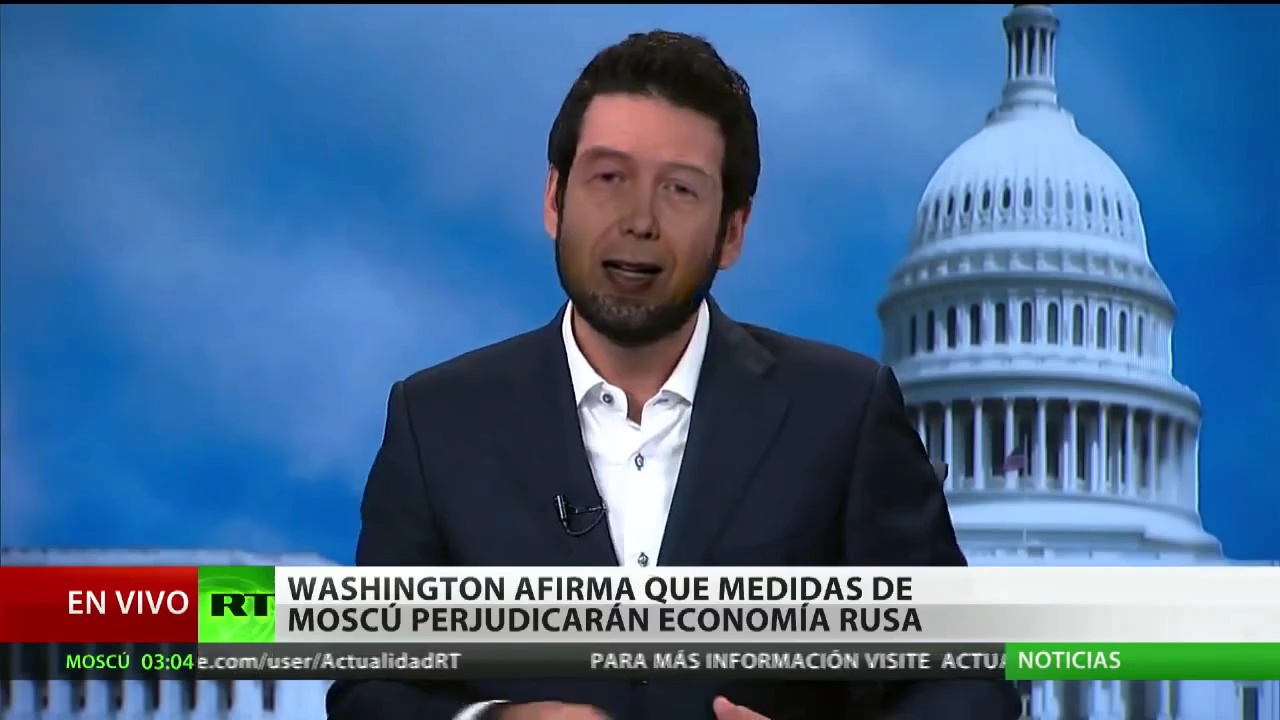 EN VIVO
RT
WASHINGTON AFIRMA QUE MEDIDAS DE
MOSCÚ PERJUDICARÁN ECONOMÍA RUSA
MOSCÚ 03:04 e.com/user/ActualidadRT PARA MÁS INFORMACIÓN VISITE ACTUA NOTICIAS